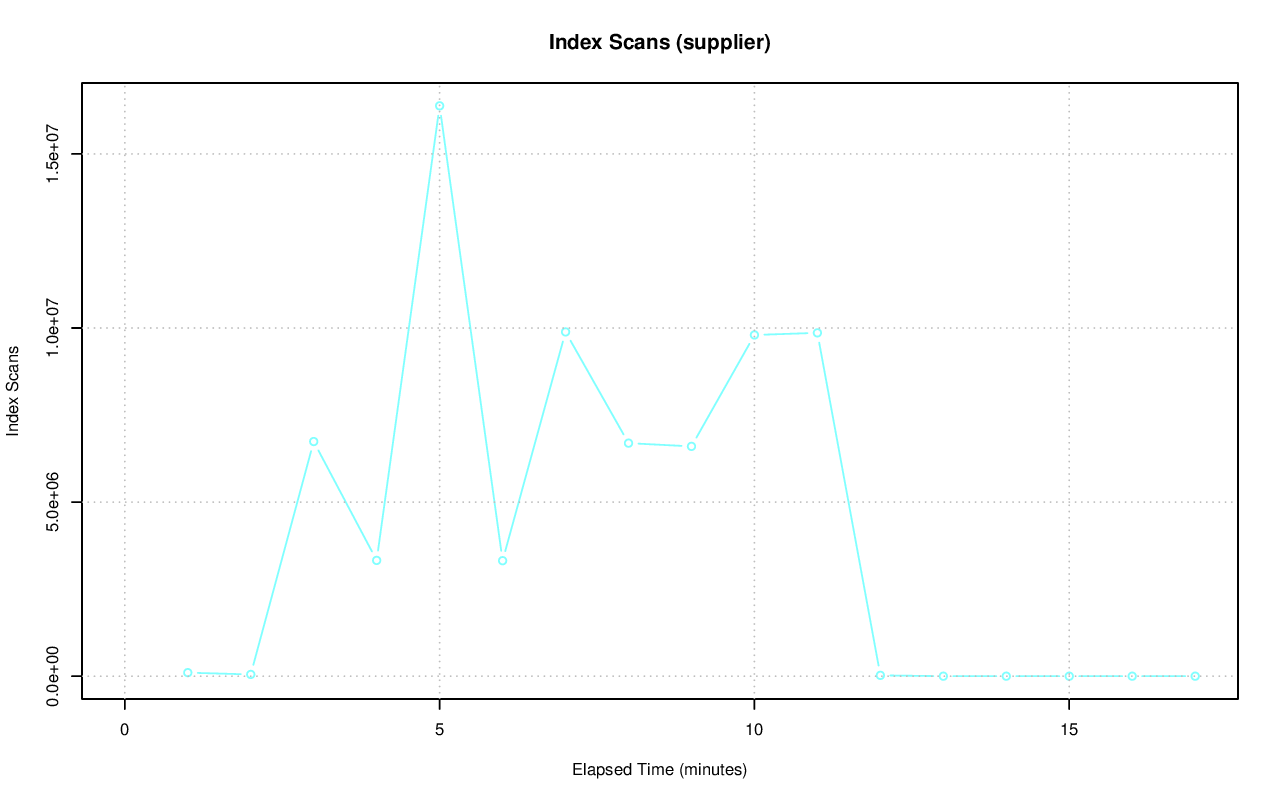 Index Scans (supplier)
1.5e+07
1.0e+07
5.0e+06
0.0e+00
Index Scans
0 5 10 15
Elapsed Time (minutes)